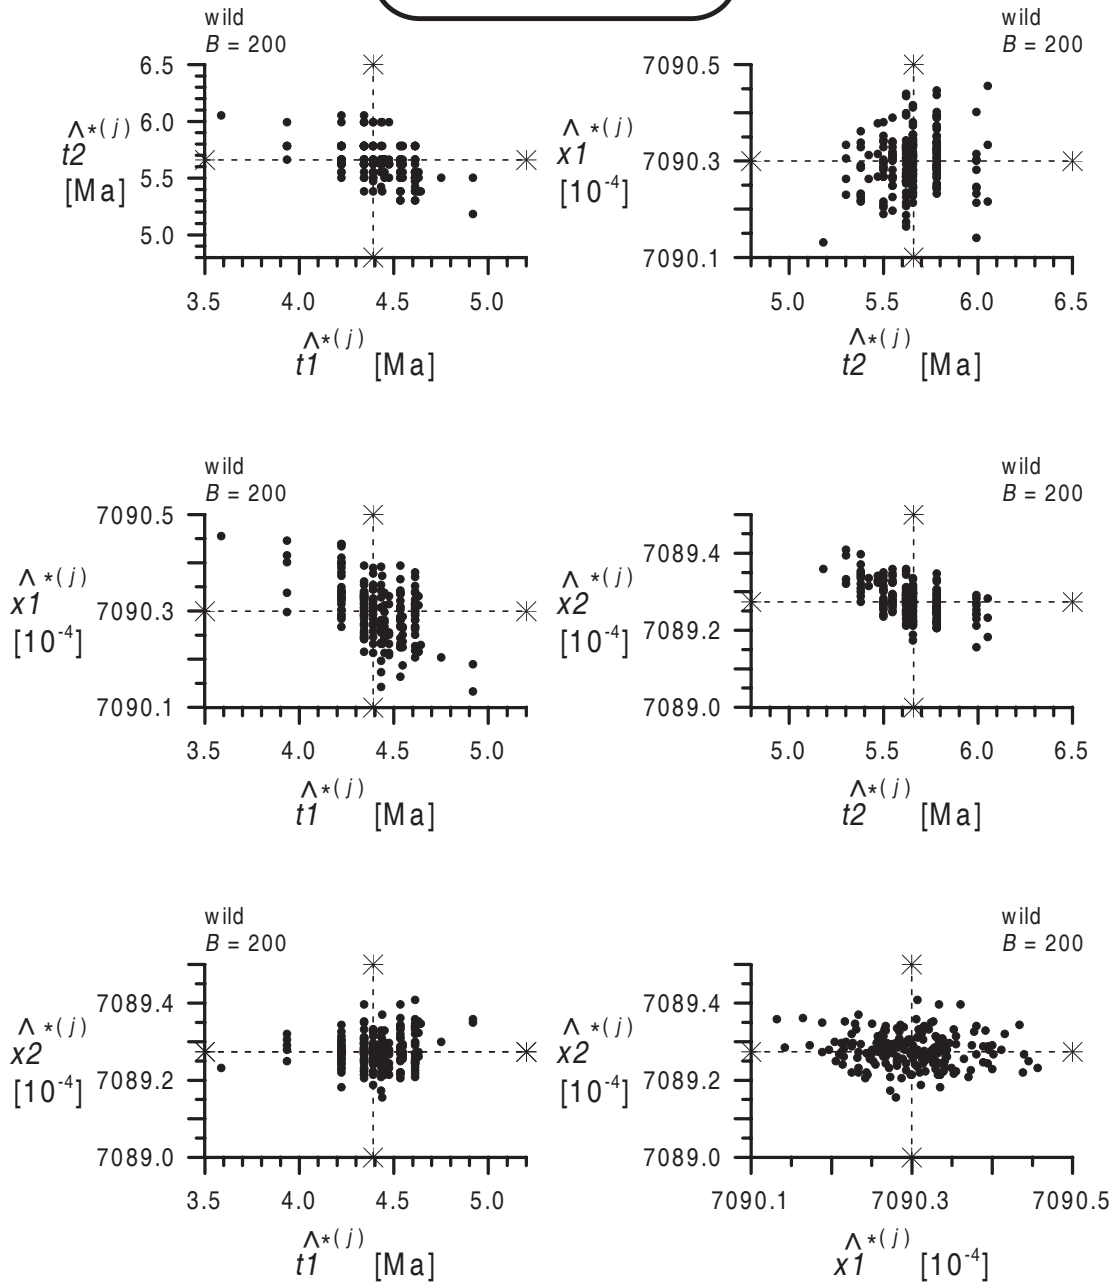 wild
B = 200
6.5
6.0
5.5
5.0
t2^*(j)
[Ma]
3.5 4.0 4.5 5.0
t1^*(j) [Ma]
wild
B = 200
7090.5
7090.3
7090.1
x1^*(j)
[10-4]
5.0 5.5 6.0 6.5
t2^*(j) [Ma]
wild
B = 200
7090.5
7090.3
7090.1
x1^*(j)
[10-4]
3.5 4.0 4.5 5.0
t1^*(j) [Ma]
wild
B = 200
7089.4
7089.2
7089.0
x2^*(j)
[10-4]
5.0 5.5 6.0 6.5
t2^*(j) [Ma]
wild
B = 200
7089.4
7089.2
7089.0
x2^*(j)
[10-4]
3.5 4.0 4.5 5.0
t1^*(j) [Ma]
wild
B = 200
7089.4
7089.2
7089.0
x2^*(j)
[10-4]
7090.1 7090.3 7090.5
x1^*(j) [10-4]